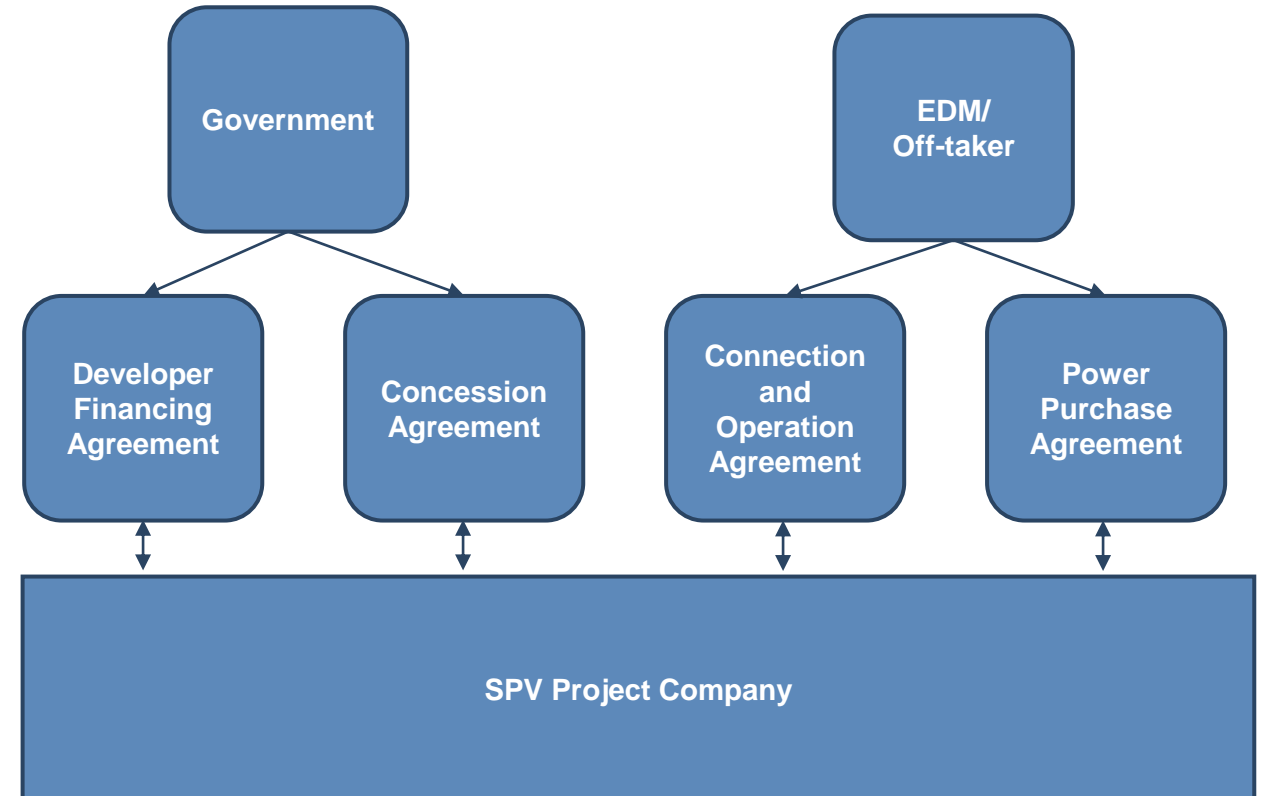 Government
EDM/
Off-taker
Developer
Financing
Agreement
Concession
Agreement
Connection
and
Operation
Agreement
Power
Purchase
Agreement
SPV Project Company